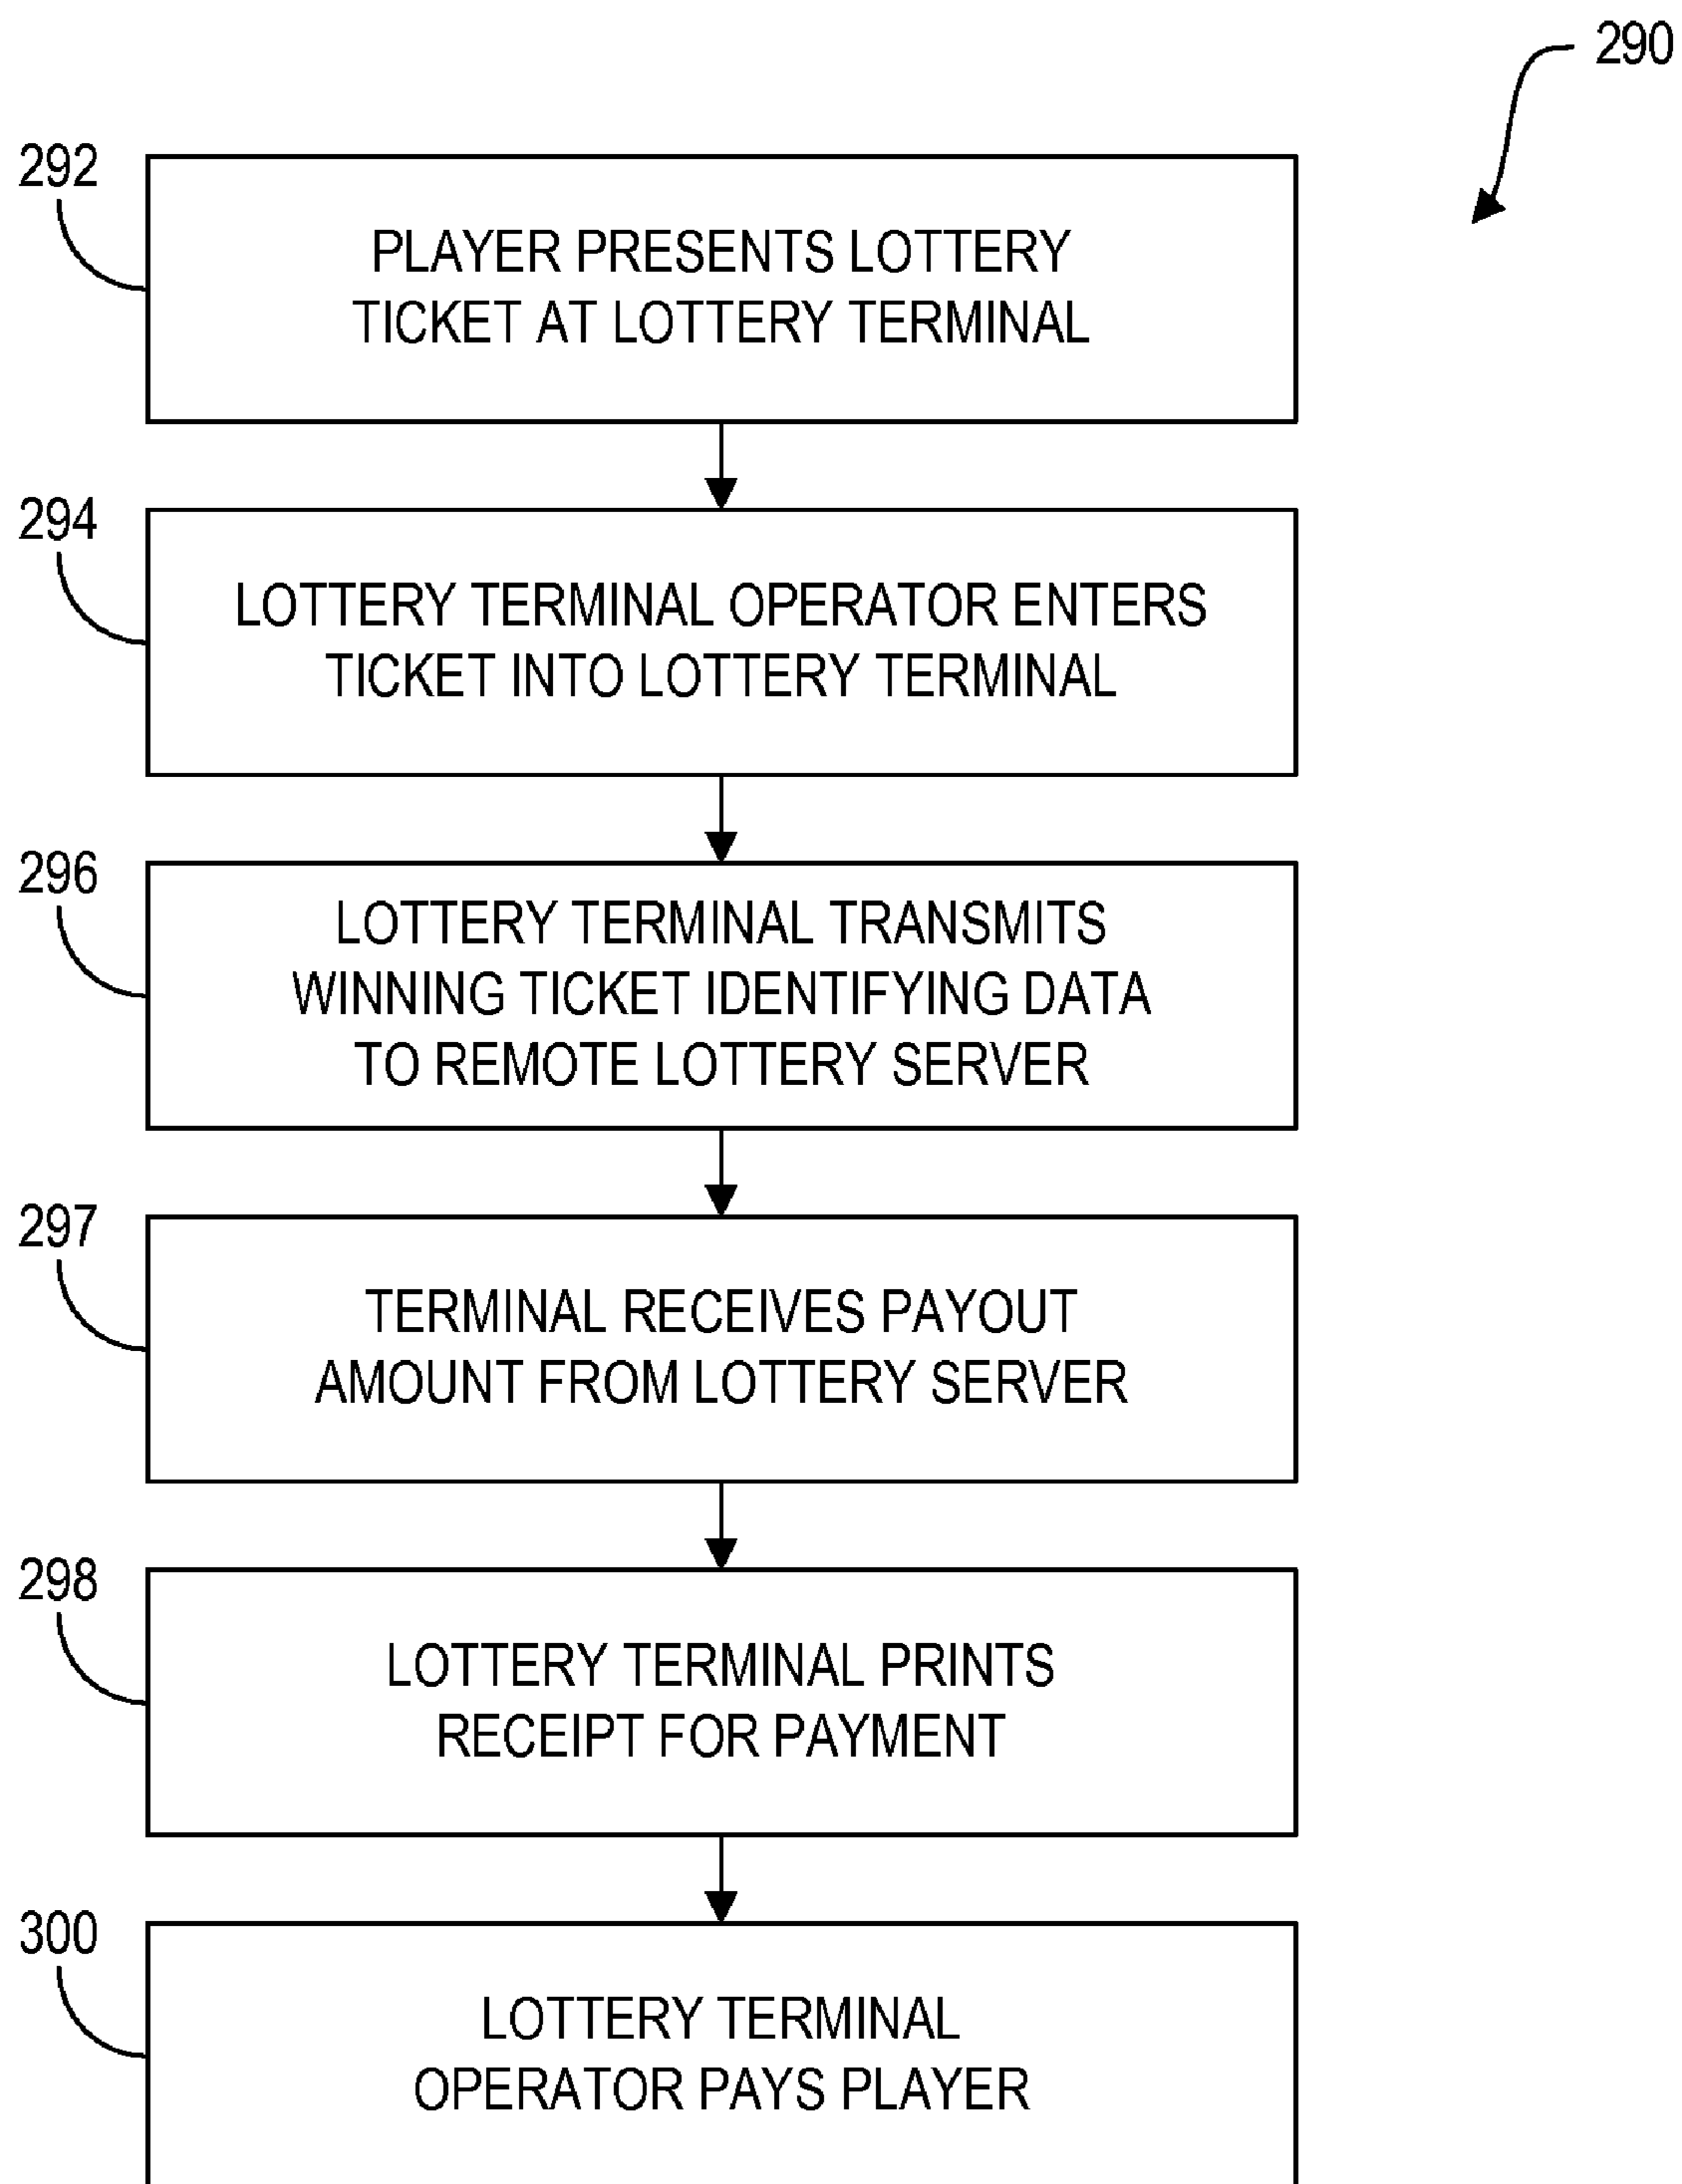 290
292
PLAYER PRESENTS LOTTERY
TICKET AT LOTTERY TERMINAL
294
LOTTERY TERMINAL OPERATOR ENTERS
TICKET INTO LOTTERY TERMINAL
296
LOTTERY TERMINAL TRANSMITS
WINNING TICKET IDENTIFYING DATA
TO REMOTE LOTTERY SERVER
297
TERMINAL RECEIVES PAYOUT
AMOUNT FROM LOTTERY SERVER
298
LOTTERY TERMINAL PRINTS
RECEIPT FOR PAYMENT
300
LOTTERY TERMINAL
OPERATOR PAYS PLAYER